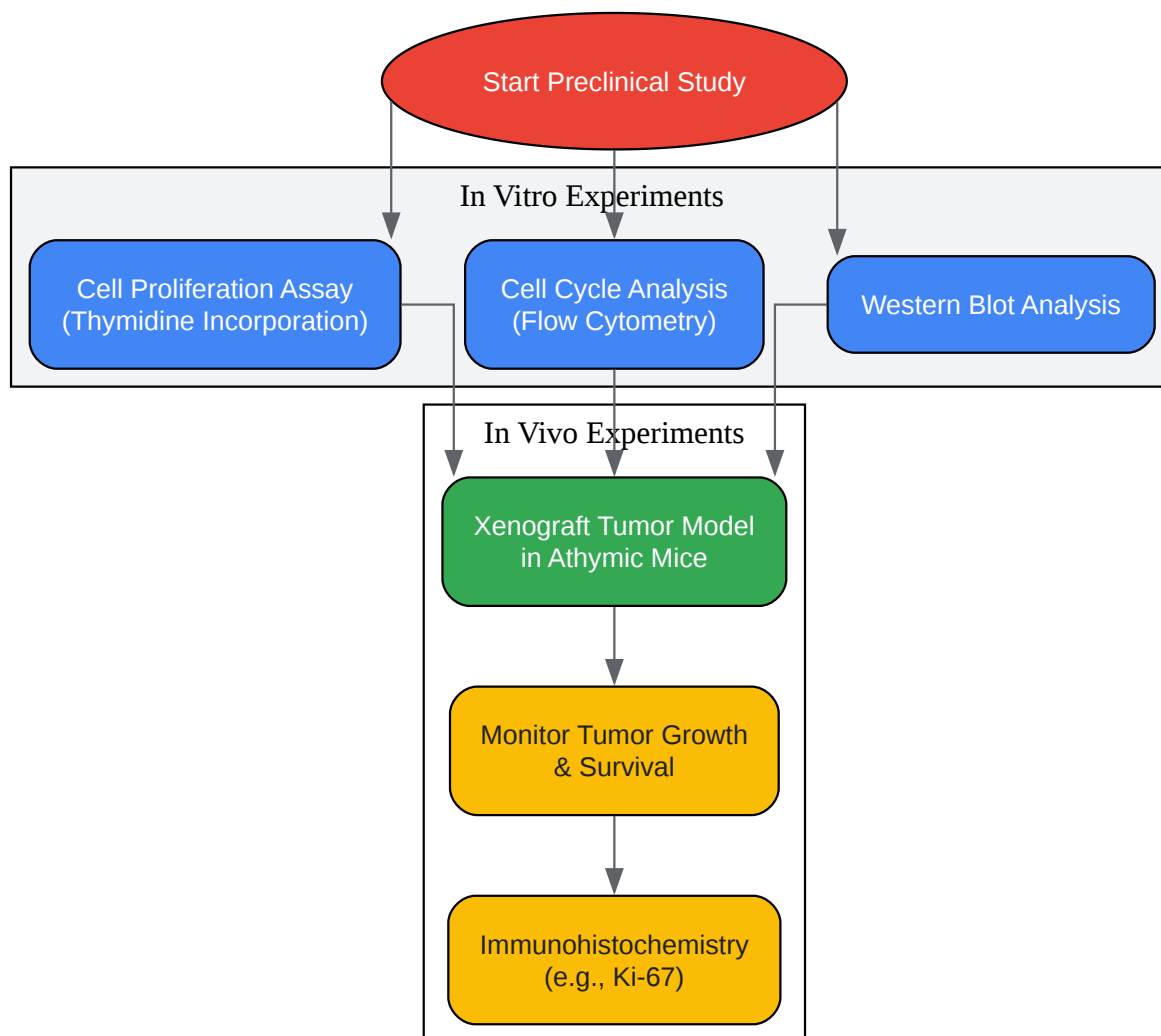 Start Preclinical Study
In Vitro Experiments
Cell Proliferation Assay
(Thymidine Incorporation)
Cell Cycle Analysis
(Flow Cytometry)
Western Blot Analysis
In Vivo Experiments
Xenograft Tumor Model
in Athymic Mice
Monitor Tumor Growth
& Survival
Immunohistochemistry
(e.g., Ki-67)